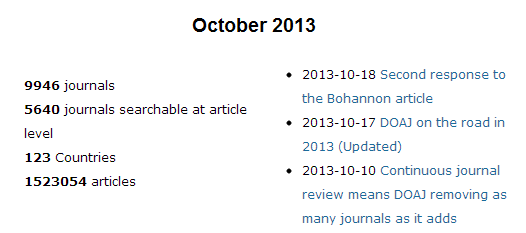 October 2013
9946 journals
5640 journals searchable at article
level
123 Countries
1523054 articles
2013-10-18 Second response to
the Bohannon article
2013-10-17 DOAJ on the road in
2013 (Updated)
2013-10-10 Continuous journal
review means DOAJ removing as
many journals as it adds